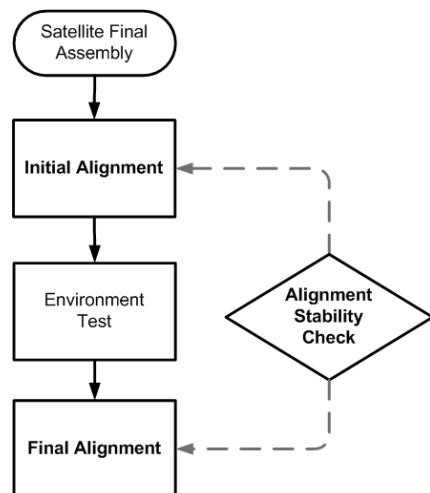 Satellite Final
Assembly
Initial Alignment
Environment
Test
Alignment
Stability
Check
Final Alignment